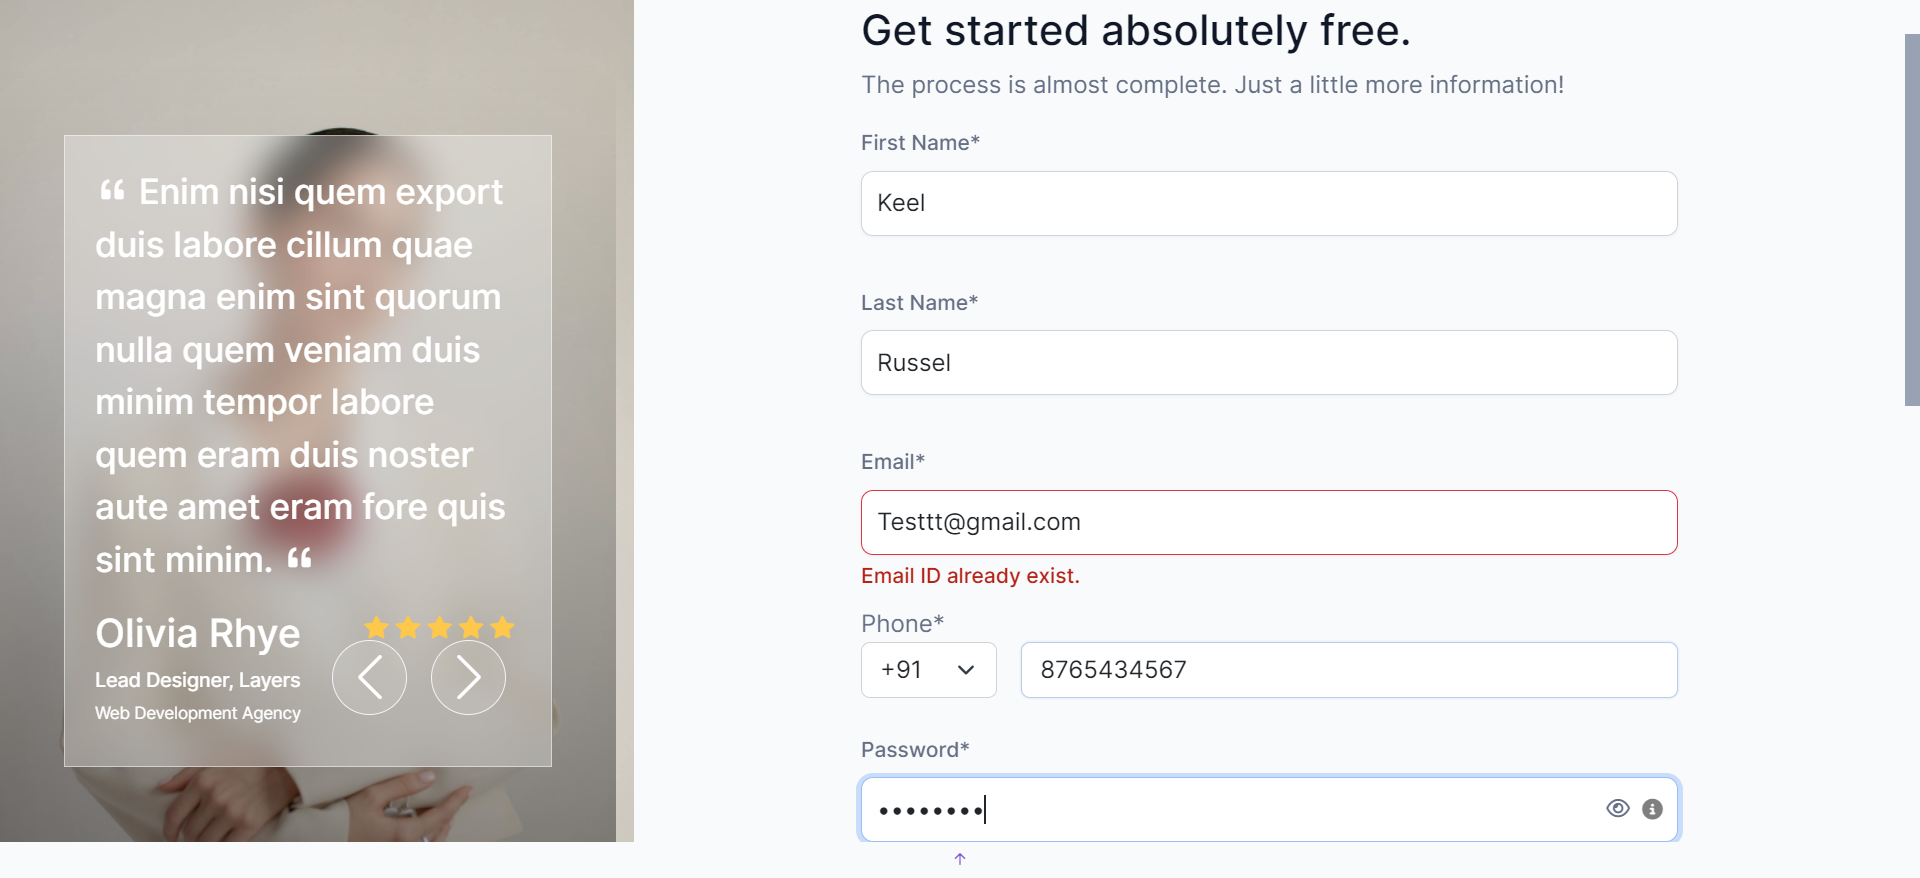 Get started absolutely free.
The process is almost complete. Just a little more information!
First Name*
Keel
Last Name*
Russel
Email*
Testtt@gmail.com
Email ID already exist.
Phone*
+91
8765434567
Password*
••••••••
“ Enim nisi quem export
duis labore cillum quae
magna enim sint quorum
nulla quem veniam duis
minim tempor labore
quem eram duis noster
aute amet eram fore quis
sint minim. “
Olivia Rhye
Lead Designer, Layers
Web Development Agency